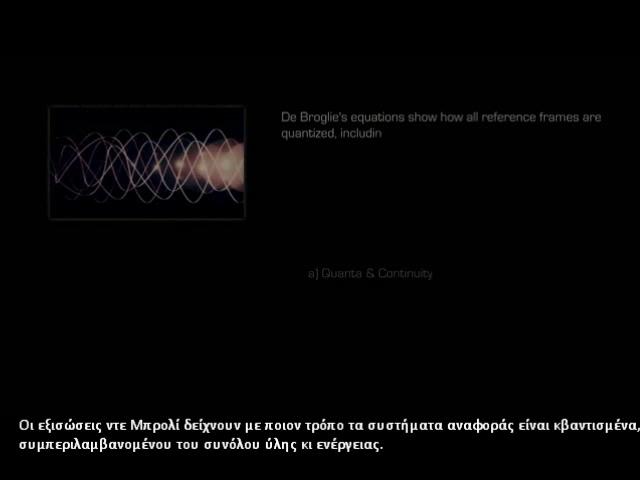 De Broglie's equations show how all reference frames are
quantized, includin
a) Quanta & Continuity
Οι εξισώσεις ντε Μπρολί δείχνουν με ποιον τρόπο τα συστήματα αναφοράς είναι κβαντισμένα,
συμπεριλαμβανομένου του συνόλου ύλης κι ενέργειας.